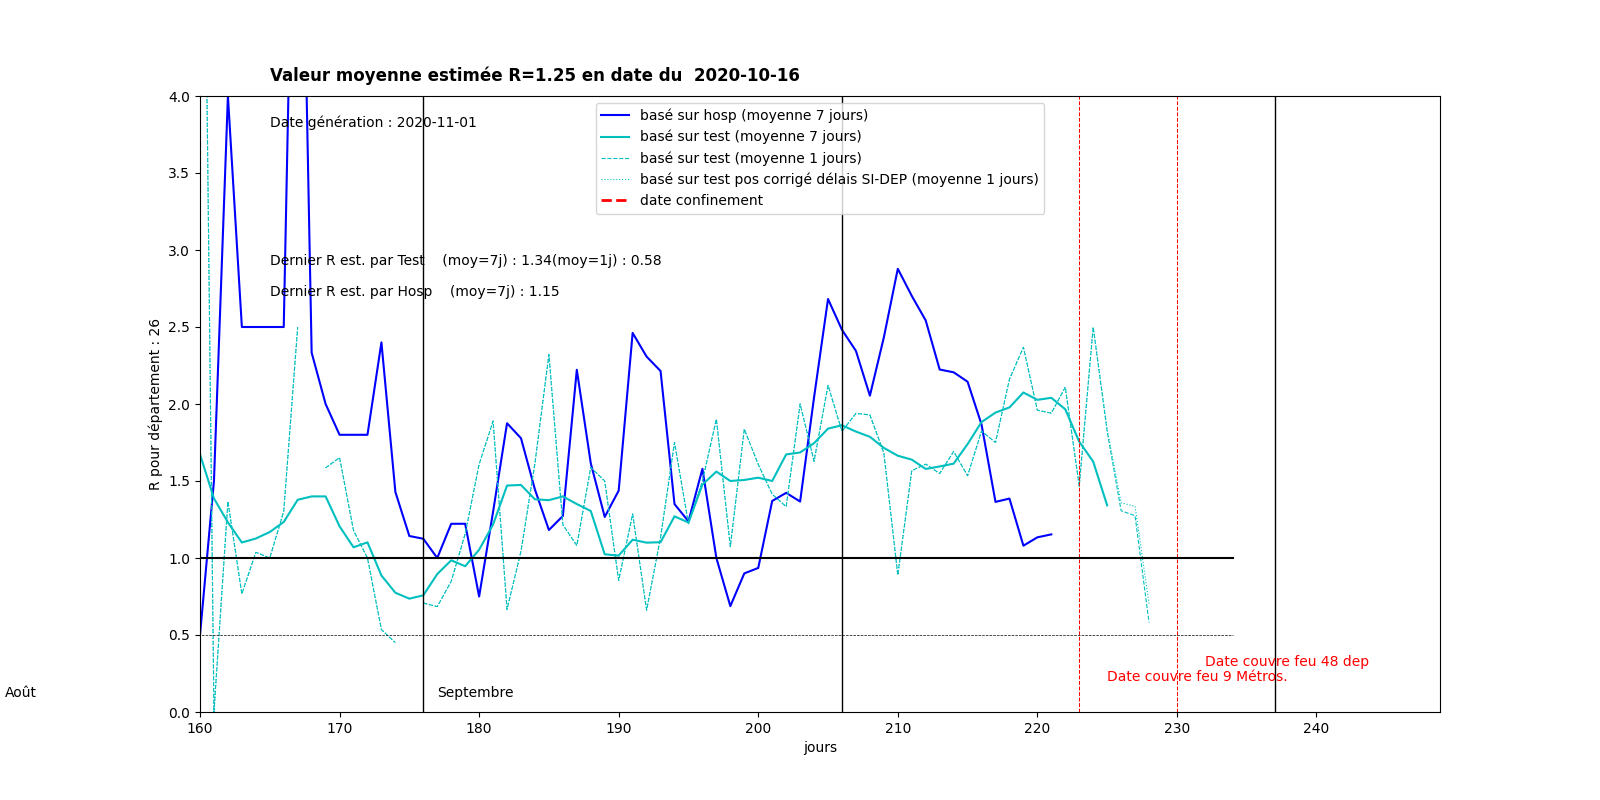 Valeur moyenne estimée R=1.25 en date du  2020-10-16
4.0
Date génération : 2020-11-01
basé sur hosp (moyenne 7 jours)
basé sur test (moyenne 7 jours)
basé sur test (moyenne 1 jours)
basé sur test pos corrigé délais SI-DEP (moyenne 1 jours)
date confinement
3.5
3.0
Dernier R est. par Test    (moy=7j) : 1.34(moy=1j) : 0.58
Dernier R est. par Hosp    (moy=7j) : 1.15
2.5
2.0
1.5
1.0
0.5
0.0
R pour département : 26
Date couvre feu 48 dep
Date couvre feu 9 Métros.
Août
Septembre
160 170 180 190 200 210 220 230 240
jours